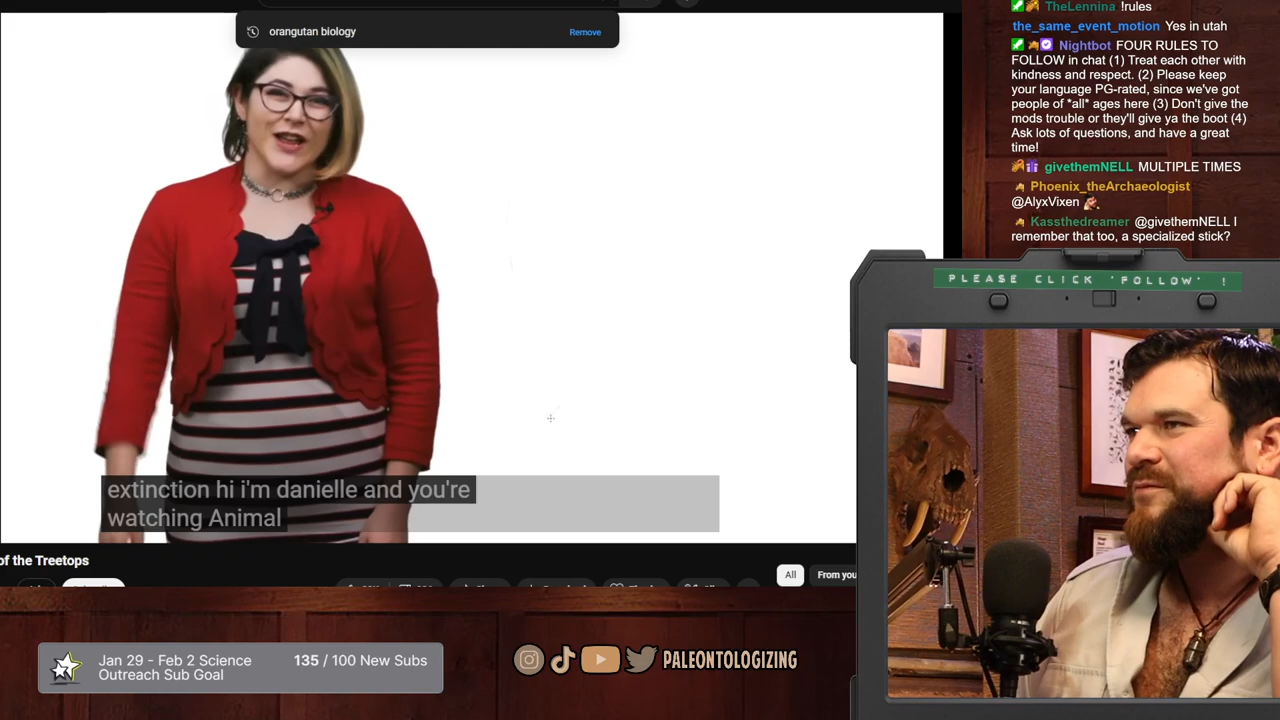 orangutan biology
Remove
TheLennina !rules
the_same_event_motion Yes in utah
Nightbot FOUR RULES TO
FOLLOW in chat (1) Treat each other with
kindness and respect. (2) Please keep
your language PG-rated, since we've got
people of *all* ages here (3) Don't give the
mods trouble or they'll give ya the boot (4)
Ask lots of questions, and have a great
time!
givethemNELL MULTIPLE TIMES
Phoenix_theArchaeologist
@AlyxVixen
Kassthedreamer @givethemNELL I
remember that too, a specialized stick?
PLEASE CLICK 'FOLLOW' !
extinction hi i'm danielle and you're
watching Animal
of the Treetops
All
From you
Jan 29 - Feb 2 Science
Outreach Sub Goal
135 / 100 New Subs
PALEONTOLOGIZING